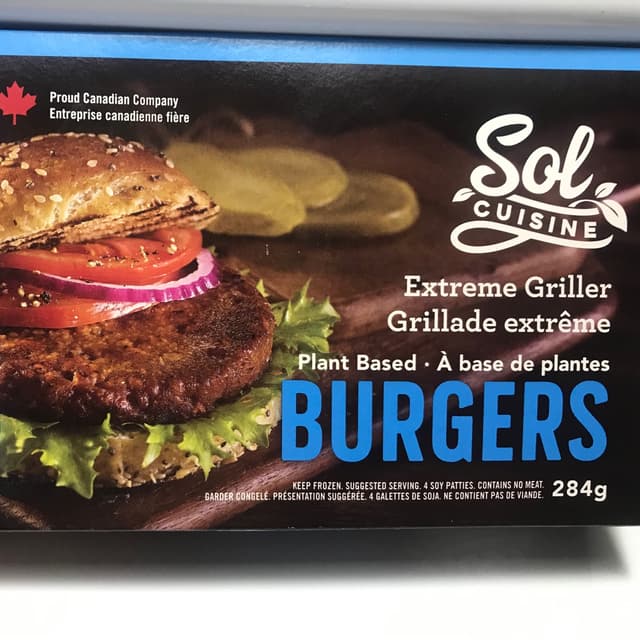 Proud Canadian Company
Entreprise canadienne fière
Sol
CUISINE
Extreme Griller
Grillade extrême
Plant Based · À base de plantes
BURGERS
KEEP FROZEN. SUGGESTED SERVING. 4 SOY PATTIES. CONTAINS NO MEAT.
GARDER CONGELÉ. PRÉSENTATION SUGGÉRÉE. 4 GALETTES DE SOJA. NE CONTIENT PAS DE VIANDE.
284g